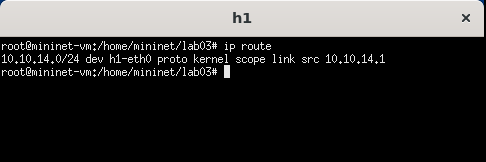 h1
root@mininet-vm:/home/mininet/lab03# ip route
10.10.14.0/24 dev h1-eth0 proto kernel scope link src 10.10.14.1
root@mininet-vm:/home/mininet/lab03#